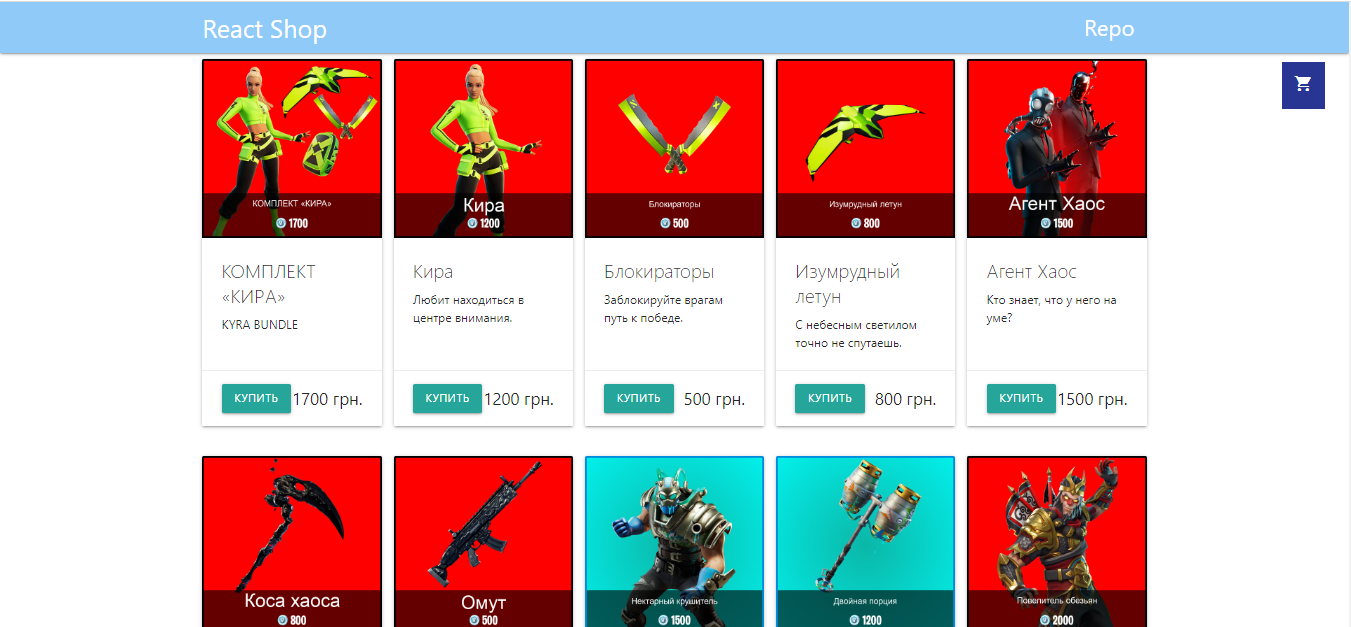 React Shop
Repo
КОМПЛЕКТ «КИРА»
1700
Кира
1200
Блокираторы
500
Изумрудный летун
800
Агент Хаос
1500
КОМПЛЕКТ
«КИРА»
KYRA BUNDLE
Кира
Любит находиться в
центре внимания.
Блокираторы
Заблокируйте врагам
путь к победе.
Изумрудный
летун
С небесным светилом
точно не спутаешь.
Агент Хаос
Кто знает, что у него на
уме?
КУПИТЬ 1700 грн.
КУПИТЬ 1200 грн.
КУПИТЬ 500 грн.
КУПИТЬ 800 грн.
КУПИТЬ 1500 грн.
Коса хаоса
800
Омут
500
Нектарный крушитель
1500
Двойная порция
1200
Повелитель обезьян
2000